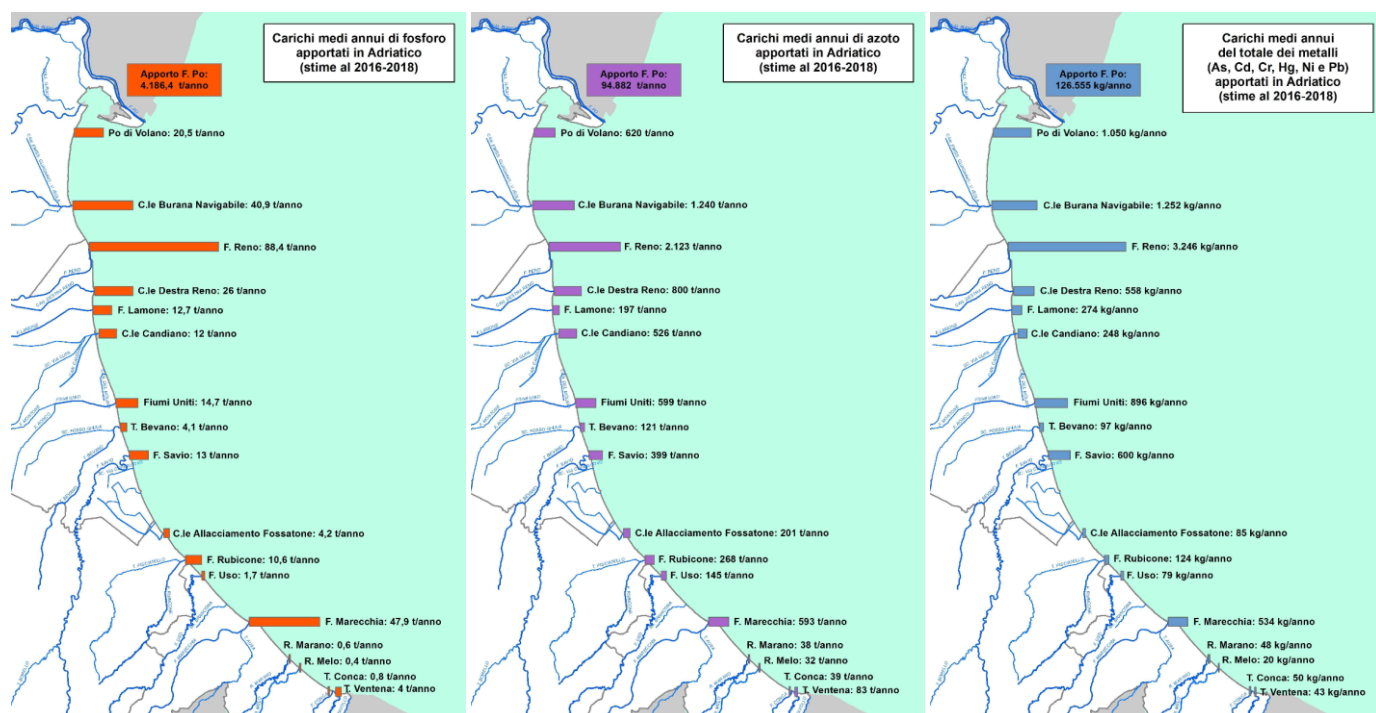 Carichi medi annui di fosforo
apportati in Adriatico
(stime al 2016-2018)
Apporto F. Po:
4.186,4 t/anno
Po di Volano: 20,5 t/anno
C.le Burana Navigabile: 40,9 t/anno
F. Reno: 88,4 t/anno
C.le Destra Reno: 26 t/anno
F. Lamone: 12,7 t/anno
C.le Candiano: 12 t/anno
Fiumi Uniti: 14,7 t/anno
T. Bevano: 4,1 t/anno
F. Savio: 13 t/anno
C.le Allacciamento Fossatone: 4,2 t/anno
F. Rubicone: 10,6 t/anno
F. Uso: 1,7 t/anno
F. Marecchia: 47,9 t/anno
R. Marano: 0,6 t/anno
R. Melo: 0,4 t/anno
T. Conca: 0,8 t/anno
T. Ventena: 4 t/anno
Carichi medi annui di azoto
apportati in Adriatico
(stime al 2016-2018)
Apporto F. Po:
94.882 t/anno
Po di Volano: 620 t/anno
C.le Burana Navigabile: 1.240 t/anno
F. Reno: 2.123 t/anno
C.le Destra Reno: 800 t/anno
F. Lamone: 197 t/anno
C.le Candiano: 526 t/anno
Fiumi Uniti: 599 t/anno
T. Bevano: 121 t/anno
F. Savio: 399 t/anno
C.le Allacciamento Fossatone: 201 t/anno
F. Rubicone: 268 t/anno
F. Uso: 145 t/anno
F. Marecchia: 593 t/anno
R. Marano: 38 t/anno
R. Melo: 32 t/anno
T. Conca: 39 t/anno
T. Ventena: 83 t/anno
Carichi medi annui
del totale dei metalli
(As, Cd, Cr, Hg, Ni e Pb)
apportati in Adriatico
(stime al 2016-2018)
Apporto F. Po:
126.555 kg/anno
Po di Volano: 1.050 kg/anno
C.le Burana Navigabile: 1.252 kg/anno
F. Reno: 3.246 kg/anno
C.le Destra Reno: 558 kg/anno
F. Lamone: 274 kg/anno
C.le Candiano: 248 kg/anno
Fiumi Uniti: 896 kg/anno
T. Bevano: 97 kg/anno
F. Savio: 600 kg/anno
C.le Allacciamento Fossatone: 85 kg/anno
F. Rubicone: 124 kg/anno
F. Uso: 79 kg/anno
F. Marecchia: 534 kg/anno
R. Marano: 48 kg/anno
R. Melo: 20 kg/anno
T. Conca: 50 kg/anno
T. Ventena: 43 kg/anno